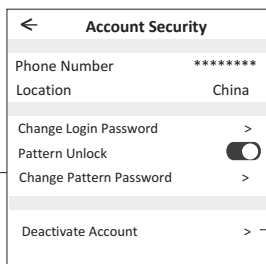 Account Security
Phone Number ********
Location China
Change Login Password >
Pattern Unlock
Change Pattern Password >
Deactivate Account >